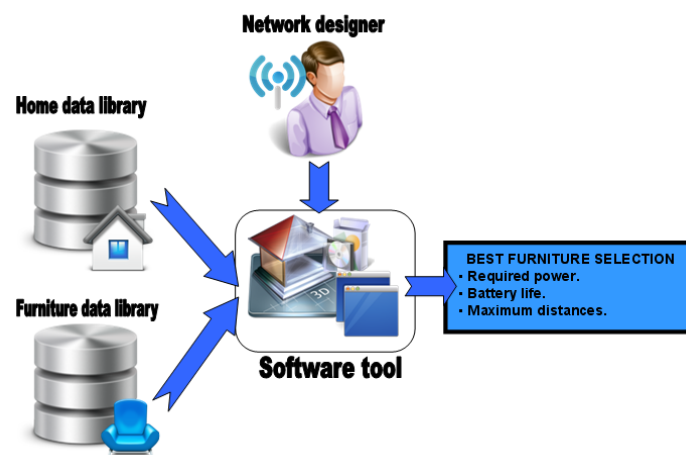 Network designer
Home data library
Furniture data library
3D
Software tool
BEST FURNITURE SELECTION
· Required power.
· Battery life.
· Maximum distances.